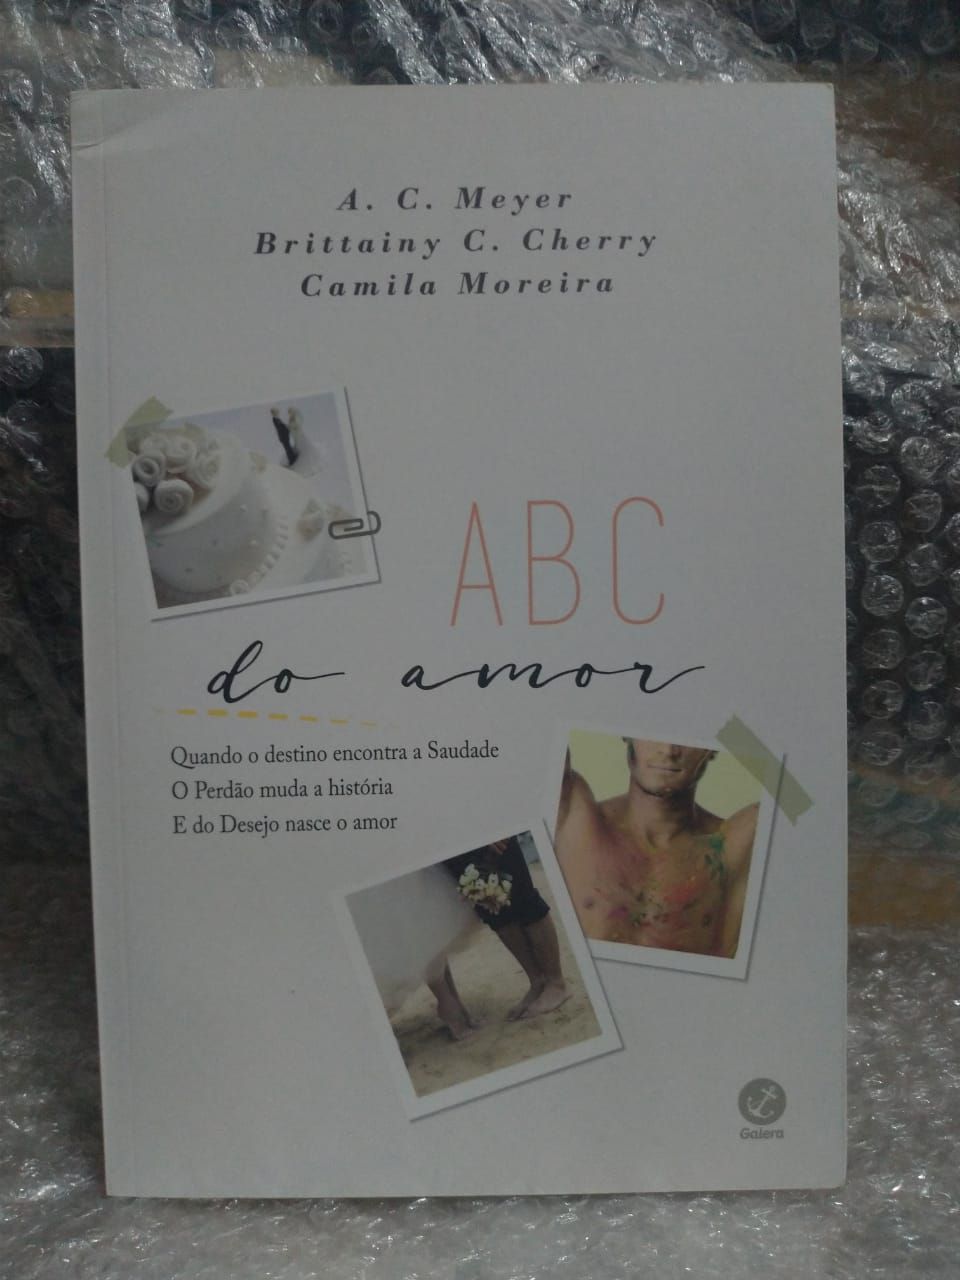 A. C. Meyer
Brittainy C. Cherry
Camila Moreira
ABC
do amor
Quando o destino encontra a Saudade
O Perdão muda a história
E do Desejo nasce o amor
Galera